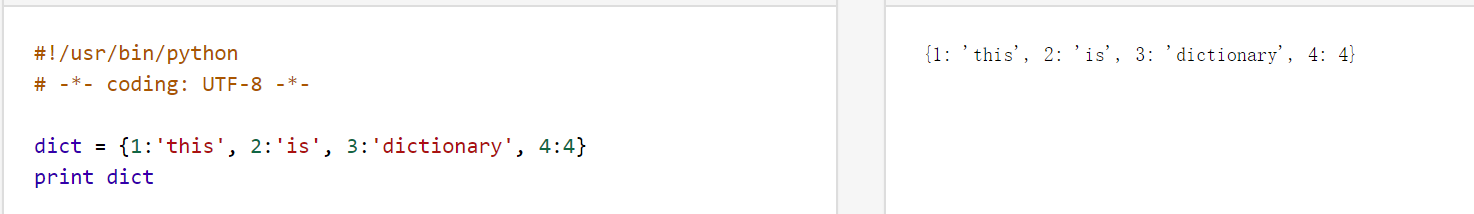 #!/usr/bin/python
# -*- coding: UTF-8 -*-
dict = {1:'this', 2:'is', 3:'dictionary', 4:4}
print dict
{1: 'this', 2: 'is', 3: 'dictionary', 4: 4}